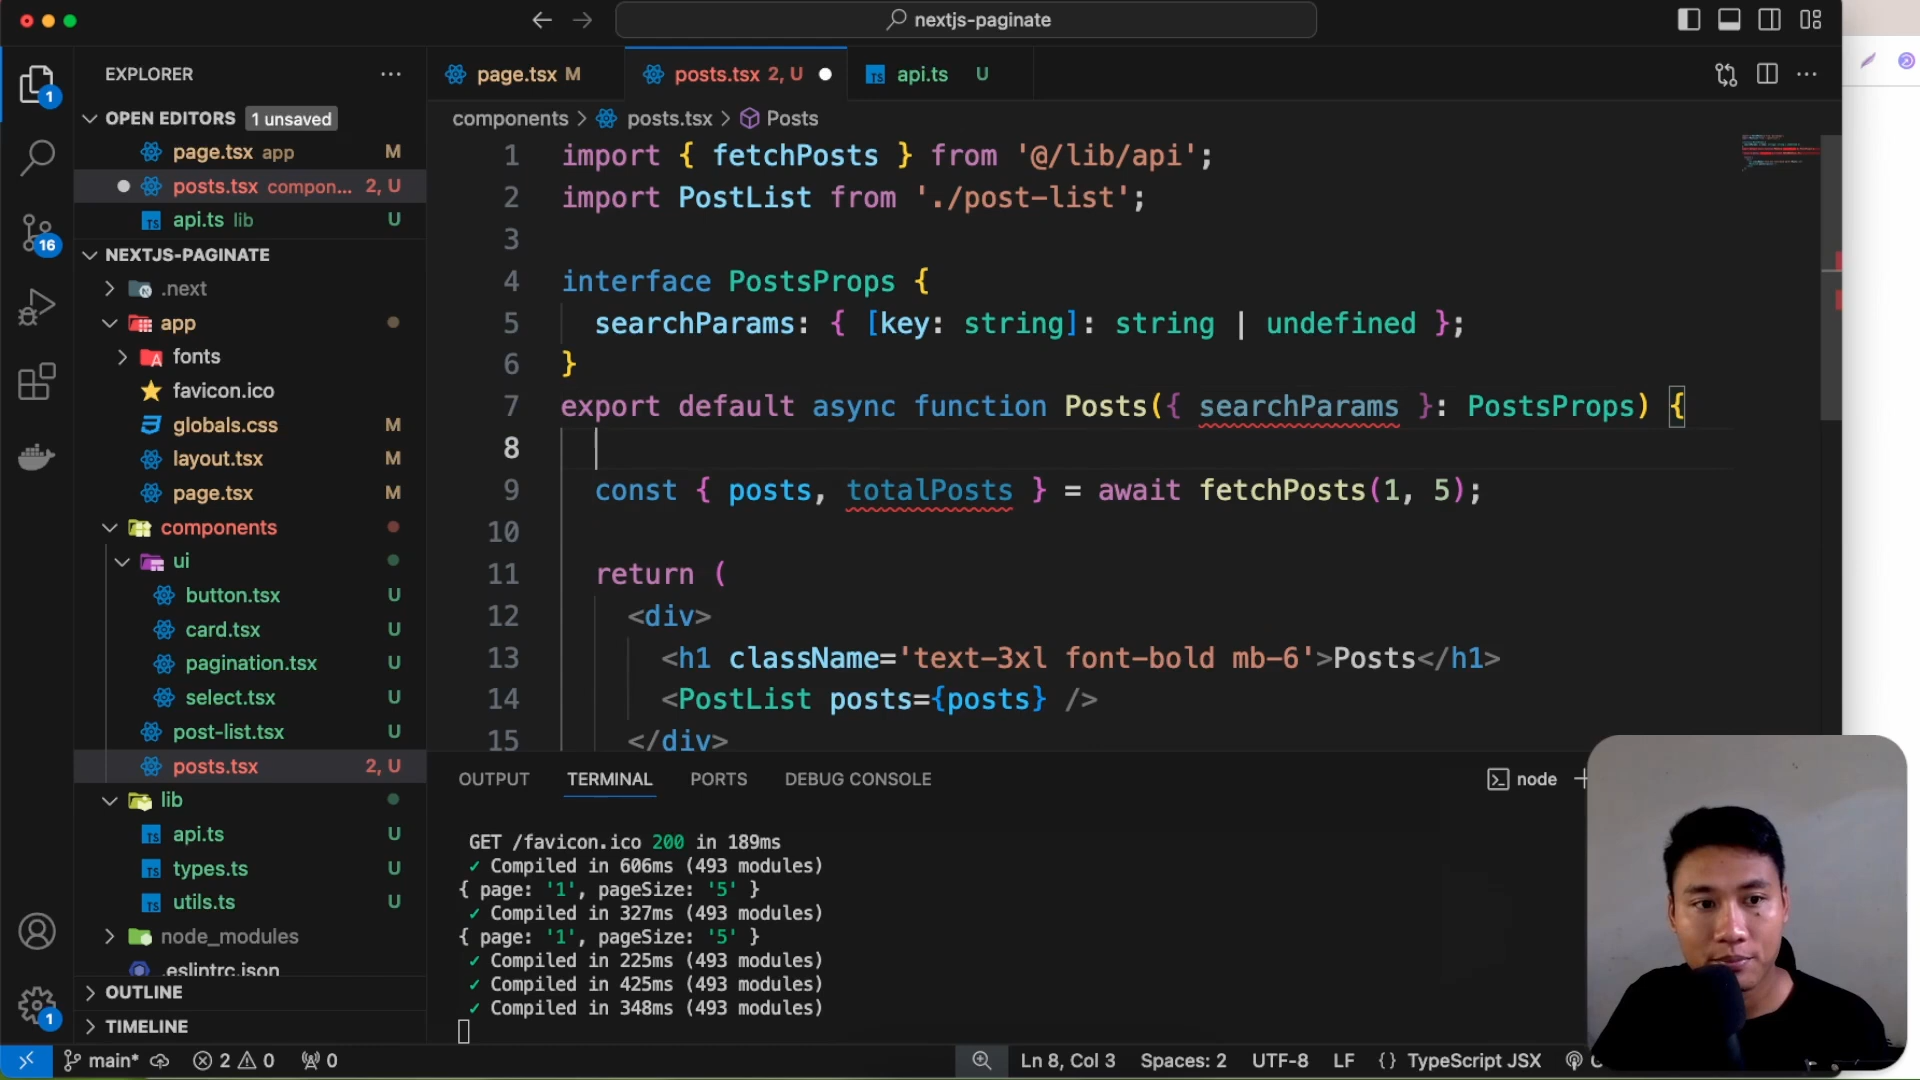 nextjs-paginate
EXPLORER
OPEN EDITORS 1 unsaved
page.tsx app M
posts.tsx compon... 2, U
api.ts lib U
NEXTJS-PAGINATE
.next
app
fonts
favicon.ico
globals.css M
layout.tsx M
page.tsx M
components
ui
button.tsx U
card.tsx U
pagination.tsx U
select.tsx U
post-list.tsx U
posts.tsx 2, U
lib
api.ts U
types.ts U
utils.ts U
node_modules
.eslintrc.json
OUTLINE
TIMELINE
1
16
1
page.tsx M
posts.tsx 2, U
api.ts U
components > posts.tsx > Posts
1 import { fetchPosts } from '@/lib/api';
2 import PostList from './post-list';
3
4 interface PostsProps {
5 searchParams: { [key: string]: string | undefined };
6 }
7 export default async function Posts({ searchParams }: PostsProps) {
8
9 const { posts, totalPosts } = await fetchPosts(1, 5);
10
11 return (
12 <div>
13 <h1 className='text-3xl font-bold mb-6'>Posts</h1>
14 <PostList posts={posts} />
15 </div>
OUTPUT TERMINAL PORTS DEBUG CONSOLE
node
GET /favicon.ico 200 in 189ms
✓ Compiled in 606ms (493 modules)
{ page: '1', pageSize: '5' }
✓ Compiled in 327ms (493 modules)
{ page: '1', pageSize: '5' }
✓ Compiled in 225ms (493 modules)
✓ Compiled in 425ms (493 modules)
✓ Compiled in 348ms (493 modules)
main* 2 0 0 Ln 8, Col 3 Spaces: 2 UTF-8 LF {} TypeScript JSX